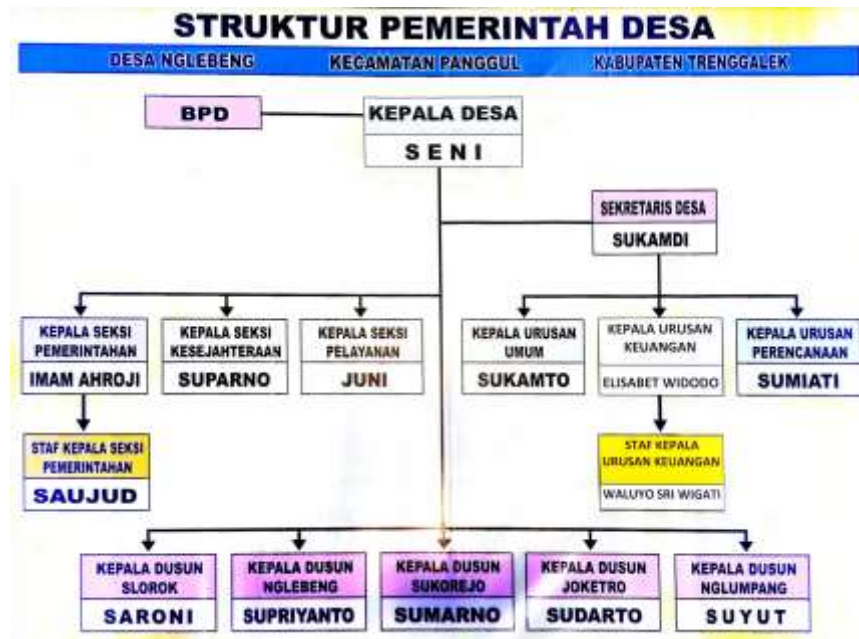 STRUKTUR PEMERINTAH DESA
DESA NGLEBENG KECAMATAN PANGGUL KABUPATEN TRENGGALEK
BPD
KEPALA DESA
SENI
SEKRETARIS DESA
SUKAMDI
KEPALA SEKSI
PEMERINTAHAN
IMAM AHROJI
KEPALA SEKSI
KESEJAHTERAAN
SUPARNO
KEPALA SEKSI
PELAYANAN
JUNI
KEPALA URUSAN
UMUM
SUKAMTO
KEPALA URUSAN
KEUANGAN
ELISABET WIDODO
KEPALA URUSAN
PERENCANAAN
SUMIATI
STAF KEPALA SEKSI
PEMERINTAHAN
SAUJUD
STAF KEPALA
URUSAN KEUANGAN
WALUYO SRI WIGATI
KEPALA DUSUN
SLOROK
SARONI
KEPALA DUSUN
NGLEBENG
SUPRIYANTO
KEPALA DUSUN
SUKOREJO
SUMARNO
KEPALA DUSUN
JOKETRO
SUDARTO
KEPALA DUSUN
NGLUMPANG
SUYUT